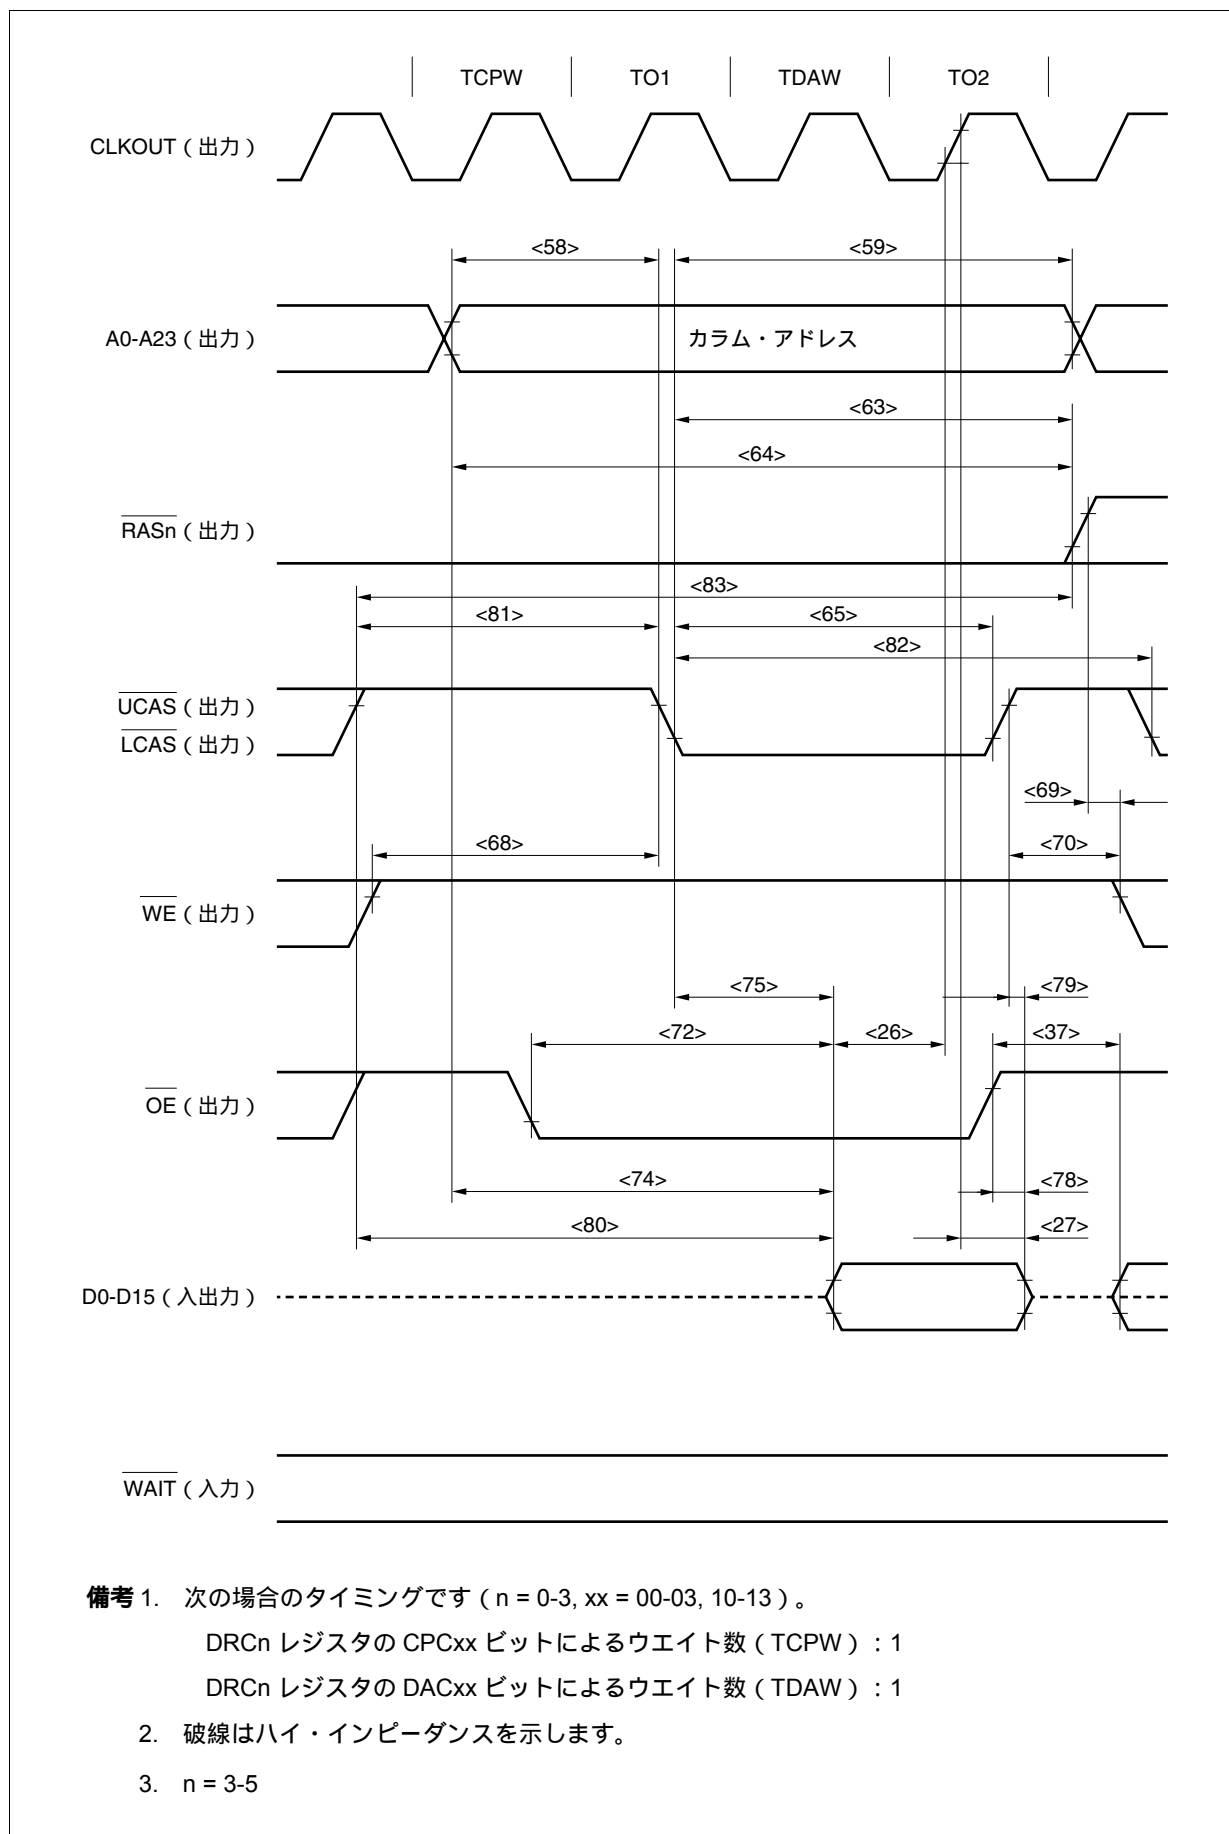 TCPW TO1 TDAW TO2
CLKOUT（出力）
<58> <59>
A0-A23（出力） カラム・アドレス
<63>
<64>
RASn（出力）
<83>
<81> <65>
<82>
UCAS（出力）
LCAS（出力）
<69>
<68> <70>
WE（出力）
<75> <79>
<72> <26> <37>
OE（出力）
<74> <78>
<80> <27>
D0-D15（入出力）
WAIT（入力）
備考 1. 次の場合のタイミングです（n = 0-3, xx = 00-03, 10-13）。
DRCn レジスタの CPCxx ビットによるウエイト数（TCPW）：1
DRCn レジスタの DACxx ビットによるウエイト数（TDAW）：1
2. 破線はハイ・インピーダンスを示します。
3. n = 3-5